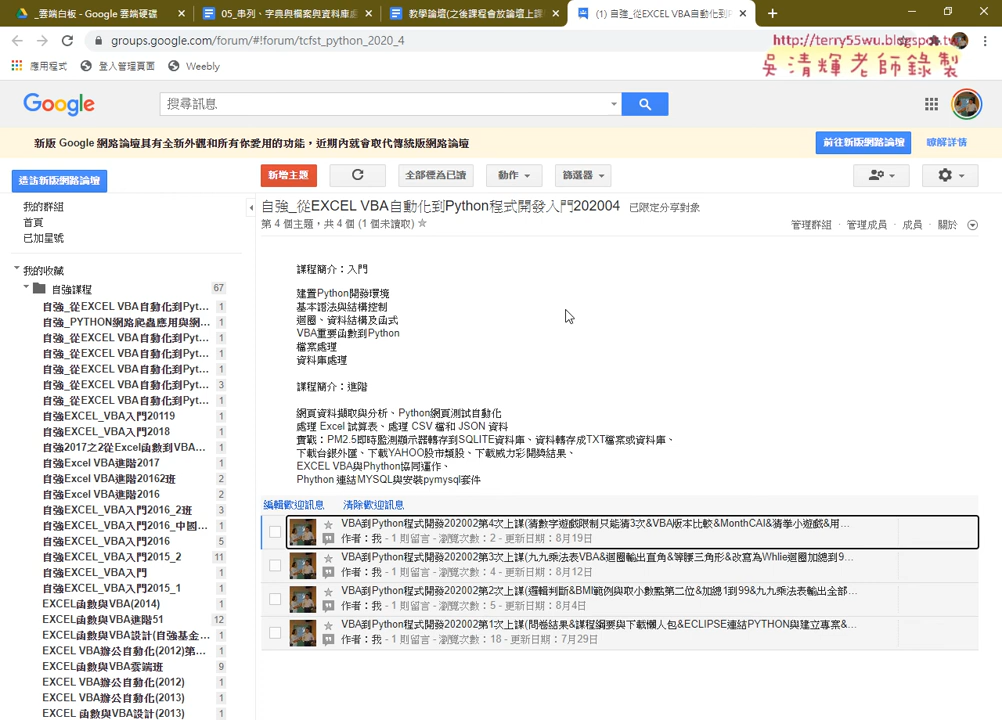 _雲端白板 - Google 雲端硬碟
05_串列、字典與檔案與資料庫處
教學論壇(之後課程會放論壇上課
(1) 自強_從EXCEL VBA自動化到P
groups.google.com/forum/#!forum/tcfst_python_2020_4
http://terry55wu.blogspot.tw
吳清輝老師錄製
應用程式
登入管理頁面
Weebly
Google
搜尋訊息
新版 Google 網路論壇具有全新外觀和所有你愛用的功能，近期內就會取代傳統版網路論壇
前往新版網路論壇
瞭解詳情
造訪新版網路論壇
新增主題
全部標為已讀
動作
篩選器
我的群組
首頁
已加星號
自強_從EXCEL VBA自動化到Python程式開發入門202004 已限定分享對象
第 4 個主題，共 4 個 (1 個未讀取)
管理群組 · 管理成員 · 成員 · 關於
我的收藏
自強課程 67
自強_從EXCEL VBA自動化到Pyt... 1
自強_PYTHON網路爬蟲應用與網... 1
自強_從EXCEL VBA自動化到Pyt... 1
自強_從EXCEL VBA自動化到Pyt... 1
自強_從EXCEL VBA自動化到Pyt... 1
自強_從EXCEL VBA自動化到Pyt... 3
自強_從EXCEL VBA自動化到Pyt... 1
自強EXCEL_VBA入門20119 1
自強EXCEL_VBA入門2018 1
自強2017之2從Excel函數到VBA... 1
自強Excel VBA進階2017 1
自強Excel VBA進階20162班 2
自強Excel VBA進階2016 2
自強EXCEL_VBA入門2016_2班 3
自強EXCEL_VBA入門2016_中國... 1
自強EXCEL_VBA入門2016 5
自強EXCEL_VBA入門2015_2 11
自強EXCEL_VBA入門 1
自強EXCEL_VBA入門2015_1 1
EXCEL函數與VBA(2014) 1
EXCEL函數與VBA進階51 12
EXCEL函數與VBA設計(自強基金... 1
EXCEL VBA辦公自動化(2012)第... 1
EXCEL函數與VBA雲端班 9
EXCEL VBA辦公自動化(2012) 1
EXCEL VBA辦公自動化(2013) 1
EXCEL 函數與VBA設計(2013) 1
課程簡介：入門
建置Python開發環境
基本語法與結構控制
迴圈、資料結構及函式
VBA重要函數到Python
檔案處理
資料庫處理
課程簡介：進階
網頁資料擷取與分析、Python網頁測試自動化
處理 Excel 試算表、處理 CSV 檔和 JSON 資料
實戰：PM2.5即時監測顯示器轉存到SQLITE資料庫、資料轉存成TXT檔案或資料庫、
下載台銀外匯、下載YAHOO股市類股、下載威力彩開獎結果、
EXCEL VBA與Phython協同運作、
Phython 連結MYSQL與安裝pymysql套件
編輯歡迎訊息 清除歡迎訊息
VBA到Python程式開發202002第4次上課(猜數字遊戲限制只能猜3次&VBA版本比較&MonthCAI&猜拳小遊戲&用...
作者：我 - 1 則留言 - 瀏覽次數：2 - 更新日期：8月19日
VBA到Python程式開發202002第3次上課(九九乘法表VBA&迴圈輸出直角&等腰三角形&改寫為Whlie迴圈加總到9...
作者：我 - 1 則留言 - 瀏覽次數：4 - 更新日期：8月12日
VBA到Python程式開發202002第2次上課(邏輯判斷&BMI範例與取小數點第二位&加總1到99&九九乘法表輸出全部...
作者：我 - 1 則留言 - 瀏覽次數：5 - 更新日期：8月4日
VBA到Python程式開發202002第1次上課(問卷結果&課程綱要與下載懶人包&ECLIPSE連結PYTHON與建立專案&...
作者：我 - 1 則留言 - 瀏覽次數：18 - 更新日期：7月29日